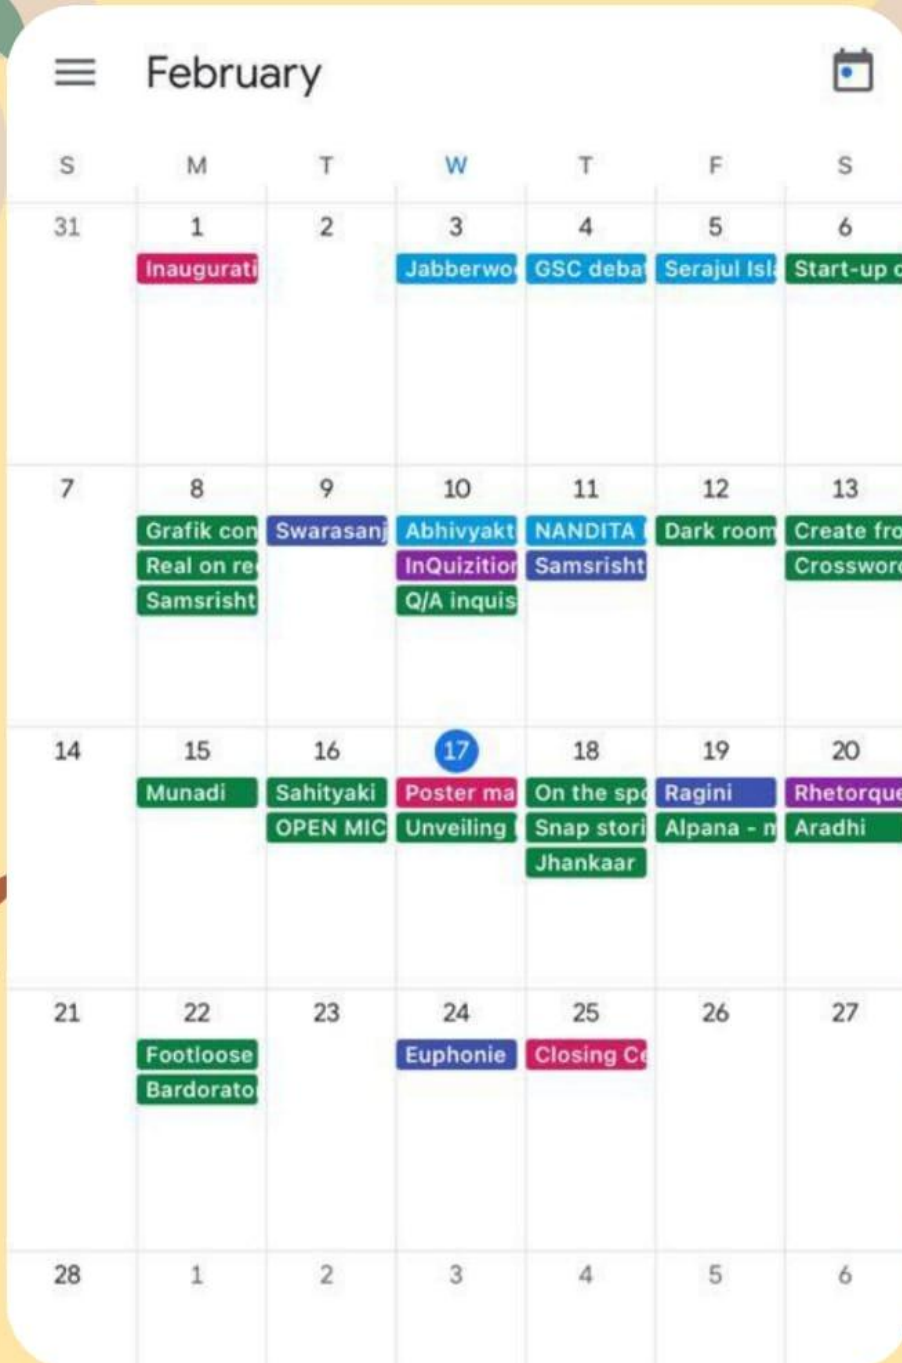 February
S M T W T F S
31 1 2 3 4 5 6
Inaugurati Jabberwo GSC deba Serajul Isl Start-up c
7 8 9 10 11 12 13
Grafik con Swarasanj Abhivyakt NANDITA Dark room Create fro
Real on re InQuizition Samsrisht Crossword
Samsrisht Q/A inquis
14 15 16 17 18 19 20
Munadi Sahityaki Poster ma On the spo Ragini Rhetorque
OPEN MIC Unveiling Snap stori Alpana - m Aradhi
Jhankaar
21 22 23 24 25 26 27
Footloose Euphonie Closing Ce
Bardorato
28 1 2 3 4 5 6